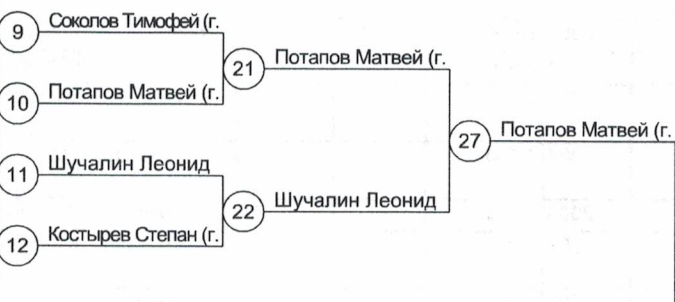 9 Соколов Тимофей (г.
21 Потапов Матвей (г.
10 Потапов Матвей (г.
27 Потапов Матвей (г.
11 Шучалин Леонид
22 Шучалин Леонид
12 Костырев Степан (г.